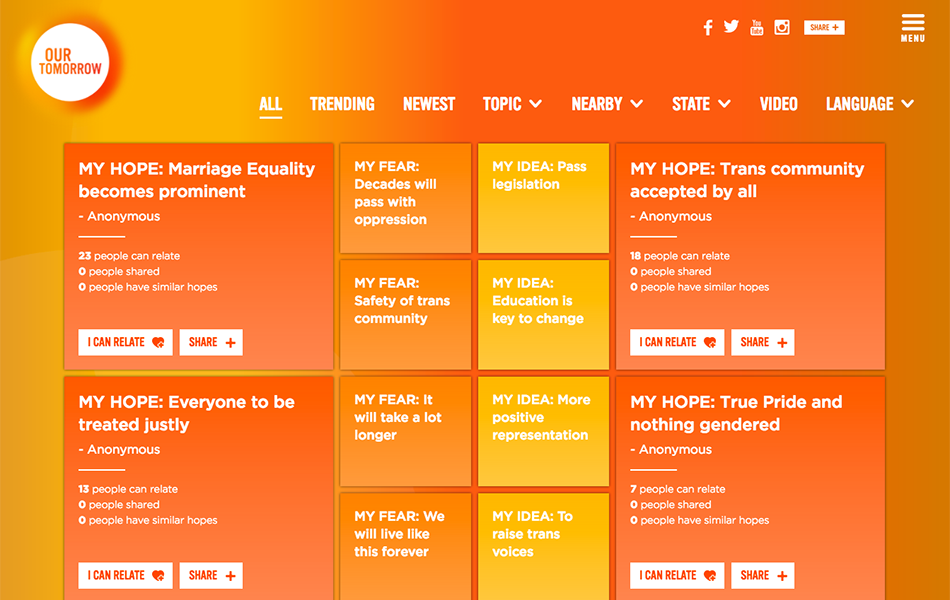 OUR
TOMORROW
You
Tube
SHARE +
MENU
ALL
TRENDING
NEWEST
TOPIC
NEARBY
STATE
VIDEO
LANGUAGE
MY HOPE: Marriage Equality
becomes prominent
- Anonymous
23 people can relate
0 people shared
0 people have similar hopes
I CAN RELATE
SHARE +
MY FEAR:
Decades will
pass with
oppression
MY IDEA: Pass
legislation
MY HOPE: Trans community
accepted by all
- Anonymous
18 people can relate
0 people shared
0 people have similar hopes
I CAN RELATE
SHARE +
MY FEAR:
Safety of trans
community
MY IDEA:
Education is
key to change
MY HOPE: Everyone to be
treated justly
- Anonymous
13 people can relate
0 people shared
0 people have similar hopes
I CAN RELATE
SHARE +
MY FEAR: It
will take a lot
longer
MY IDEA: More
positive
representation
MY HOPE: True Pride and
nothing gendered
- Anonymous
7 people can relate
0 people shared
0 people have similar hopes
I CAN RELATE
SHARE +
MY FEAR: We
will live like
this forever
MY IDEA: To
raise trans
voices